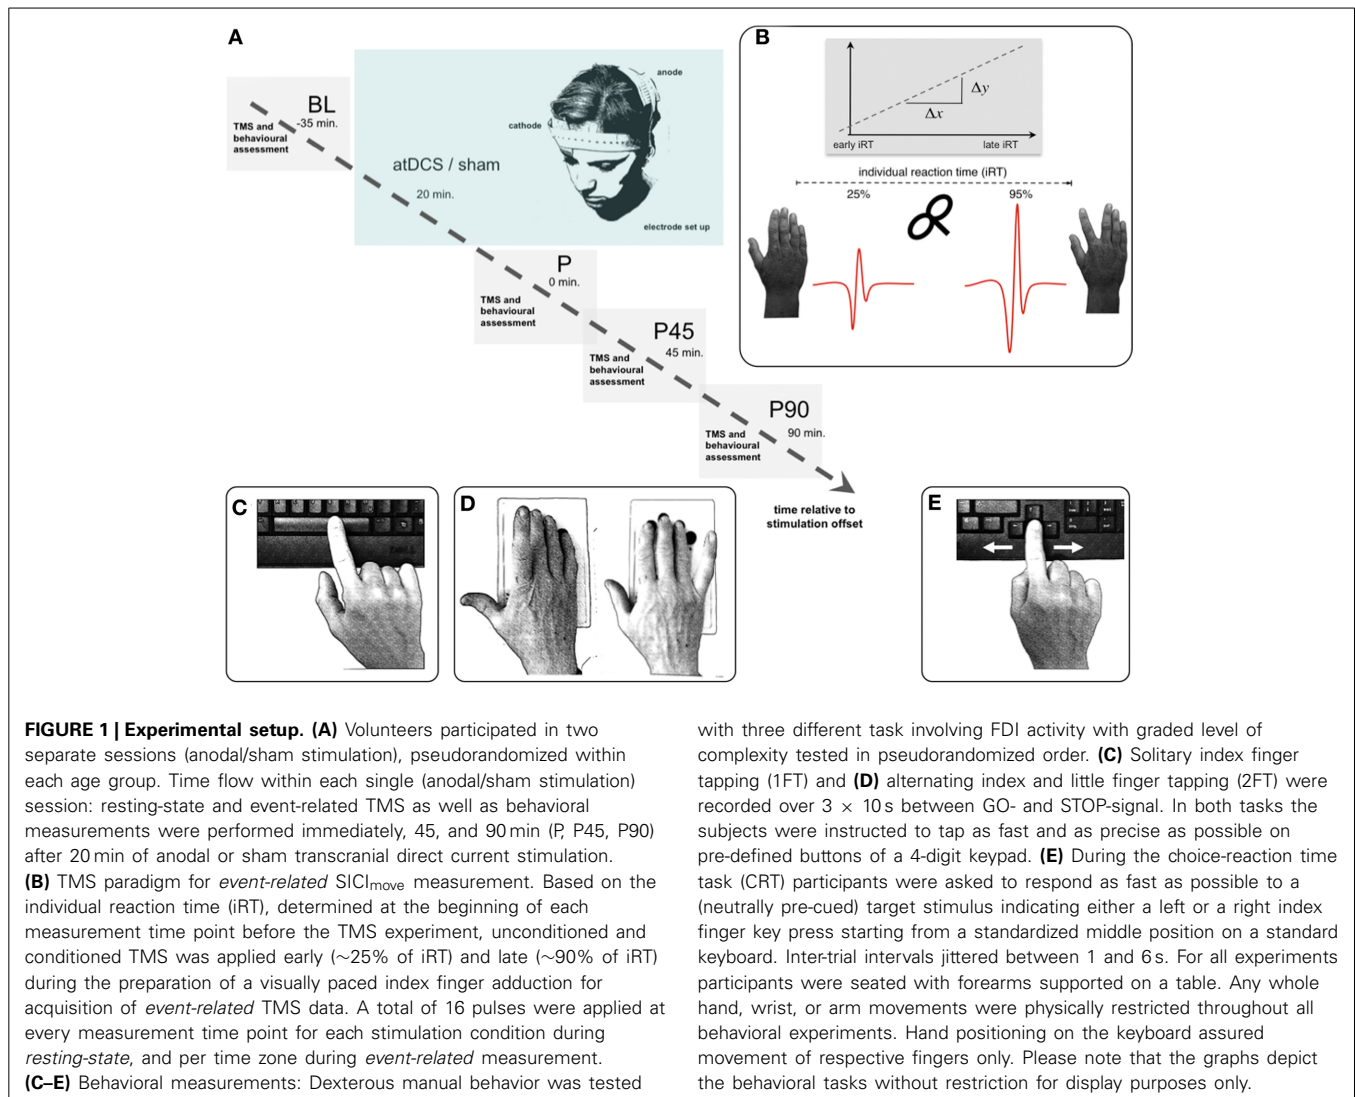 A
BL
-35 min.
TMS and
behavioural
assessment
anode
cathode
atDCS / sham
20 min.
electrode set up
P
0 min.
TMS and
behavioural
assessment
P45
45 min.
TMS and
behavioural
assessment
P90
90 min.
TMS and
behavioural
assessment
time relative to
stimulation offset
B
Δy
Δx
early iRT
late iRT
individual reaction time (iRT)
25%
95%
C
D
E
FIGURE 1 | Experimental setup. (A) Volunteers participated in two
separate sessions (anodal/sham stimulation), pseudorandomized within
each age group. Time flow within each single (anodal/sham stimulation)
session: resting-state and event-related TMS as well as behavioral
measurements were performed immediately, 45, and 90 min (P, P45, P90)
after 20 min of anodal or sham transcranial direct current stimulation.
(B) TMS paradigm for event-related SICImove measurement. Based on the
individual reaction time (iRT), determined at the beginning of each
measurement time point before the TMS experiment, unconditioned and
conditioned TMS was applied early (∼25% of iRT) and late (∼90% of iRT)
during the preparation of a visually paced index finger adduction for
acquisition of event-related TMS data. A total of 16 pulses were applied at
every measurement time point for each stimulation condition during
resting-state, and per time zone during event-related measurement.
(C–E) Behavioral measurements: Dexterous manual behavior was tested
with three different task involving FDI activity with graded level of
complexity tested in pseudorandomized order. (C) Solitary index finger
tapping (1FT) and (D) alternating index and little finger tapping (2FT) were
recorded over 3 × 10 s between GO- and STOP-signal. In both tasks the
subjects were instructed to tap as fast and as precise as possible on
pre-defined buttons of a 4-digit keypad. (E) During the choice-reaction time
task (CRT) participants were asked to respond as fast as possible to a
(neutrally pre-cued) target stimulus indicating either a left or a right index
finger key press starting from a standardized middle position on a standard
keyboard. Inter-trial intervals jittered between 1 and 6 s. For all experiments
participants were seated with forearms supported on a table. Any whole
hand, wrist, or arm movements were physically restricted throughout all
behavioral experiments. Hand positioning on the keyboard assured
movement of respective fingers only. Please note that the graphs depict
the behavioral tasks without restriction for display purposes only.